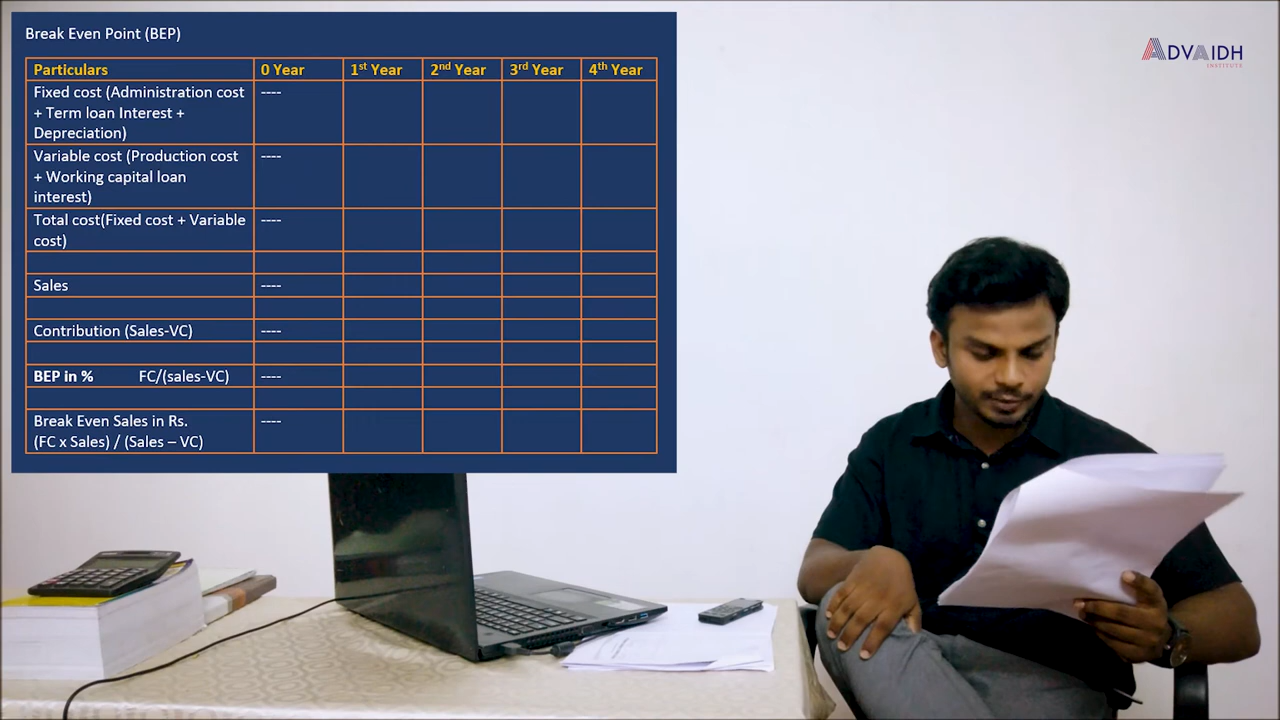 Break Even Point (BEP)
ADVAIDH
INSTITUTE
Particulars 0 Year 1st Year 2nd Year 3rd Year 4th Year
Fixed cost (Administration cost ----
+ Term loan Interest +
Depreciation)
Variable cost (Production cost ----
+ Working capital loan
interest)
Total cost(Fixed cost + Variable ----
cost)
Sales ----
Contribution (Sales-VC) ----
BEP in % FC/(sales-VC) ----
Break Even Sales in Rs. ----
(FC x Sales) / (Sales – VC)